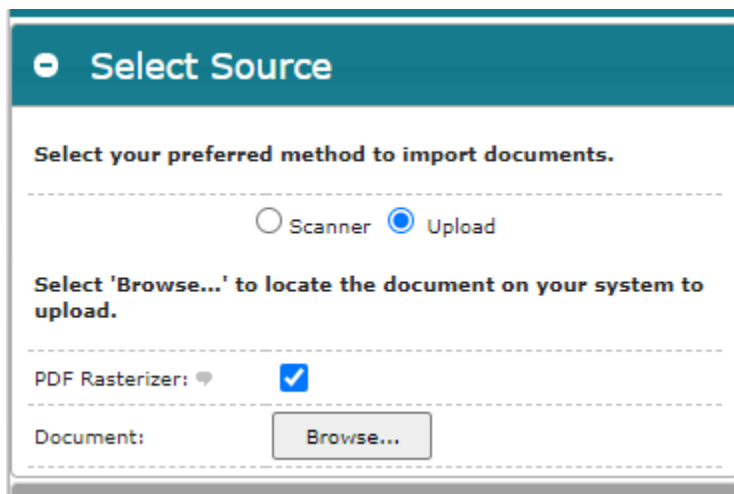 Select Source
Select your preferred method to import documents.
Scanner Upload
Select 'Browse...' to locate the document on your system to
upload.
PDF Rasterizer:
Document: Browse...